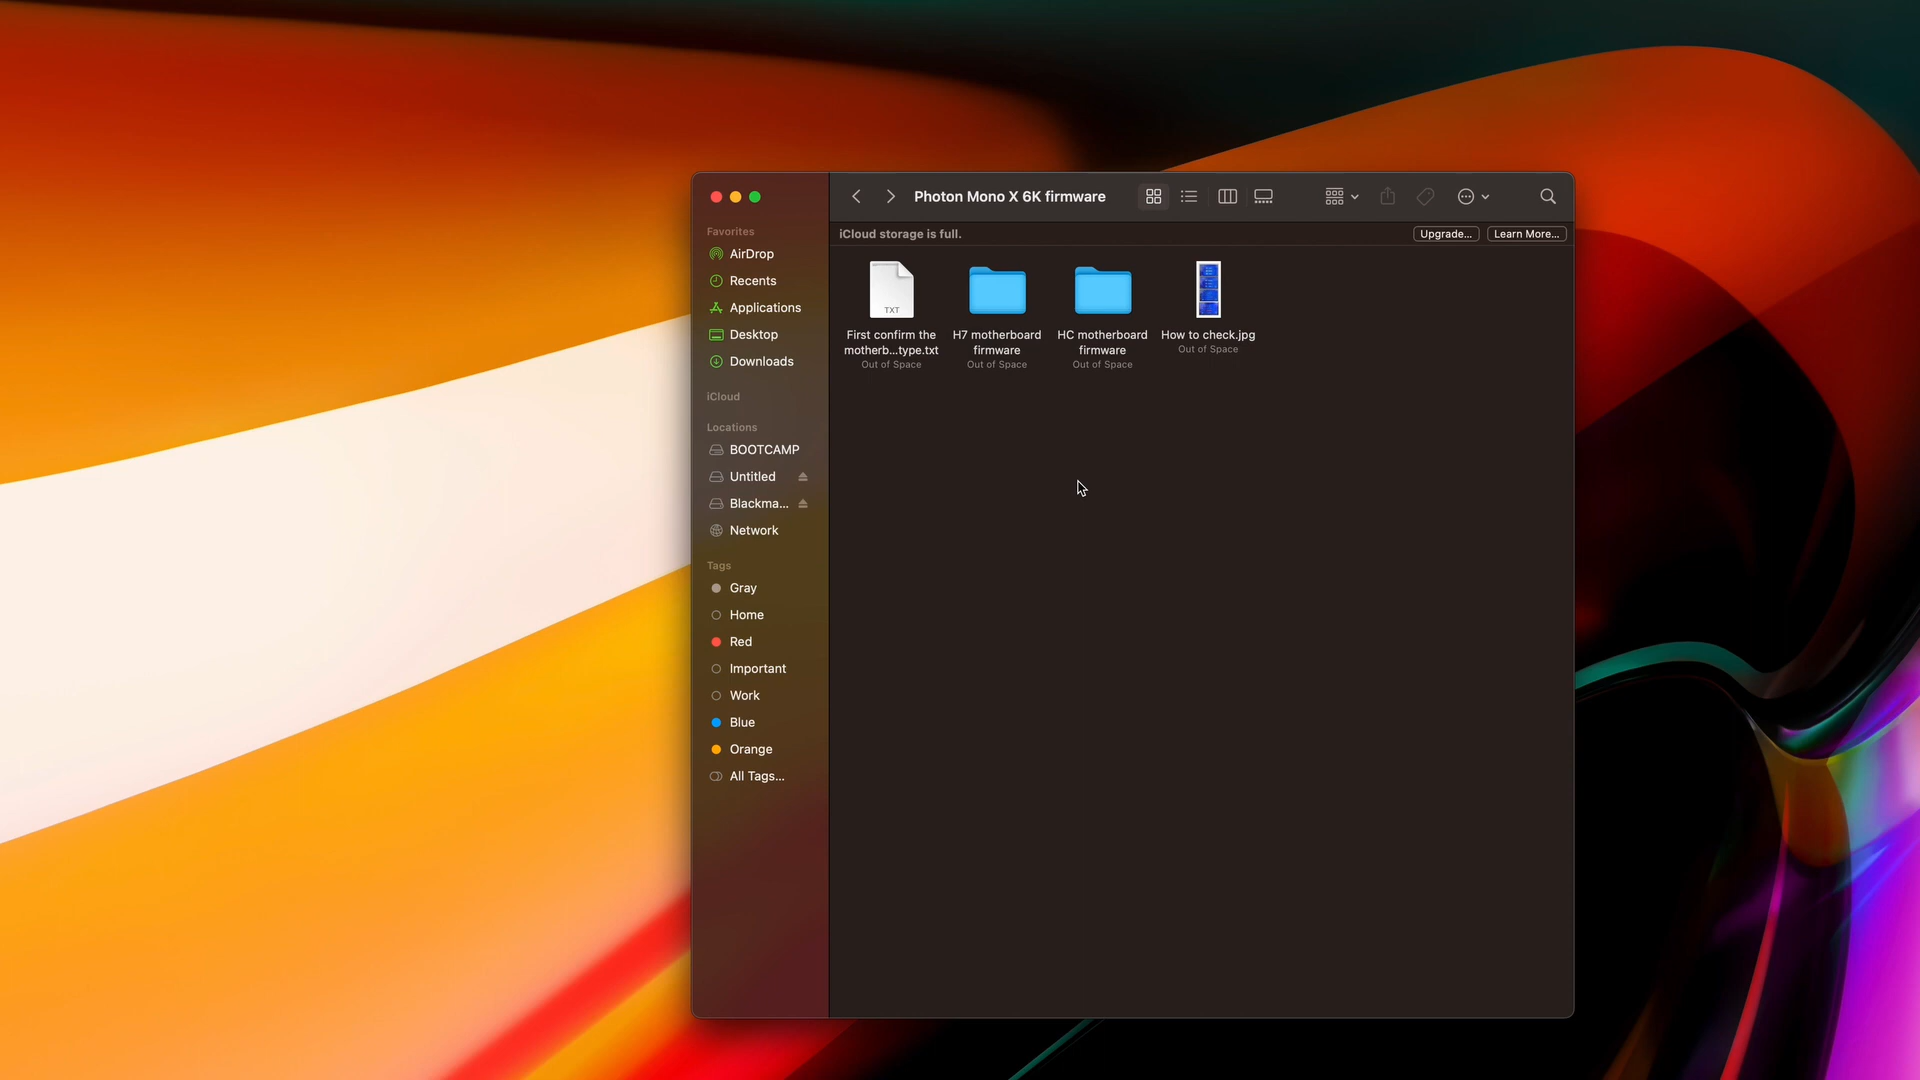 Photon Mono X 6K firmware
iCloud storage is full.
Upgrade...
Learn More...
Favorites
AirDrop
Recents
Applications
Desktop
Downloads
iCloud
Locations
BOOTCAMP
Untitled
Blackma...
Network
Tags
Gray
Home
Red
Important
Work
Blue
Orange
All Tags...
TXT
First confirm the
motherb...type.txt
Out of Space
H7 motherboard
firmware
Out of Space
HC motherboard
firmware
Out of Space
How to check.jpg
Out of Space